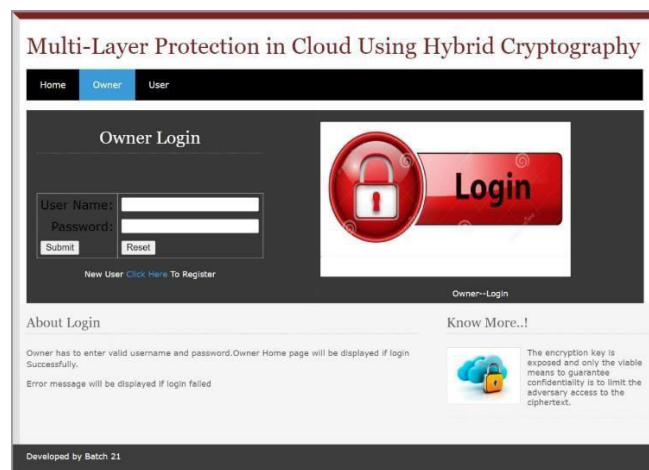 Multi-Layer Protection in Cloud Using Hybrid Cryptography
Home Owner User
Owner Login
User Name:
Password:
Submit Reset
New User Click Here To Register
Login
Owner--Login
About Login
Owner has to enter valid username and password.Owner Home page will be displayed if login
Successfully.
Error message will be displayed if login failed
Know More..!
The encryption key is
exposed and only the viable
means to guarantee
confidentiality is to limit the
adversary access to the
ciphertext.
Developed by Batch 21